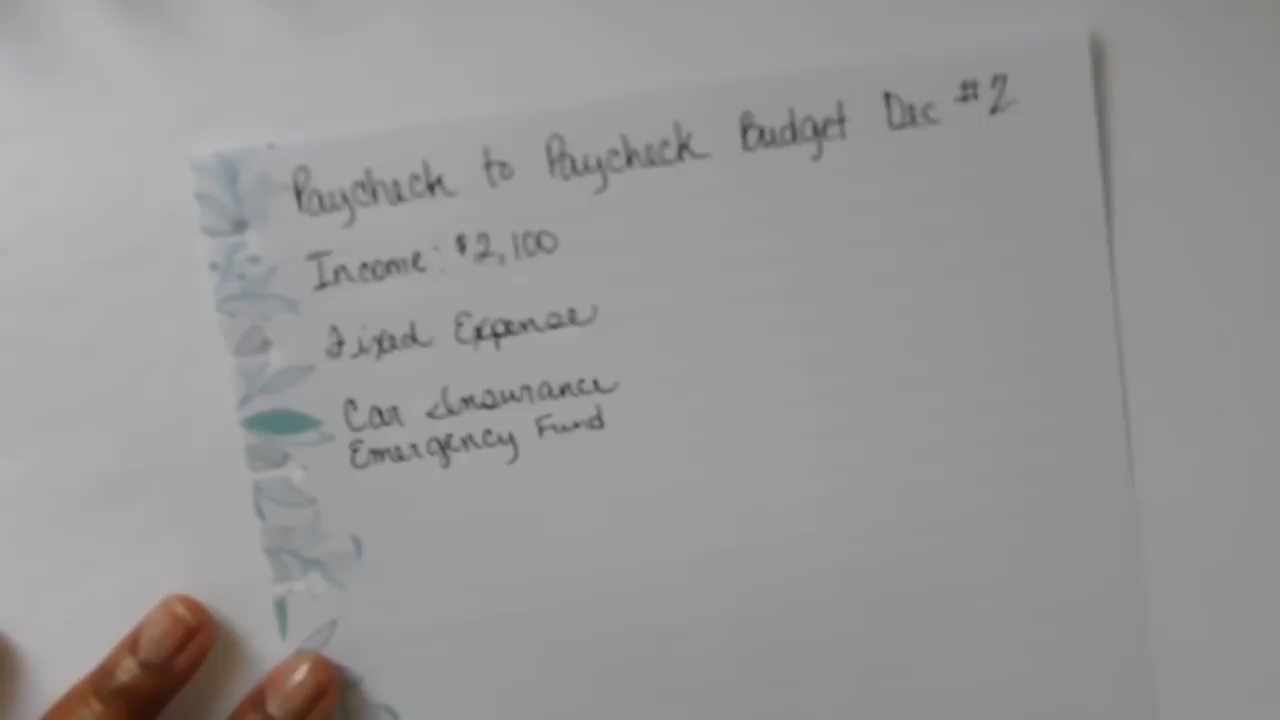 Paycheck to Paycheck Budget Dec #2
Income: $2,100
Fixed Expense
Car Insurance
Emergency Fund